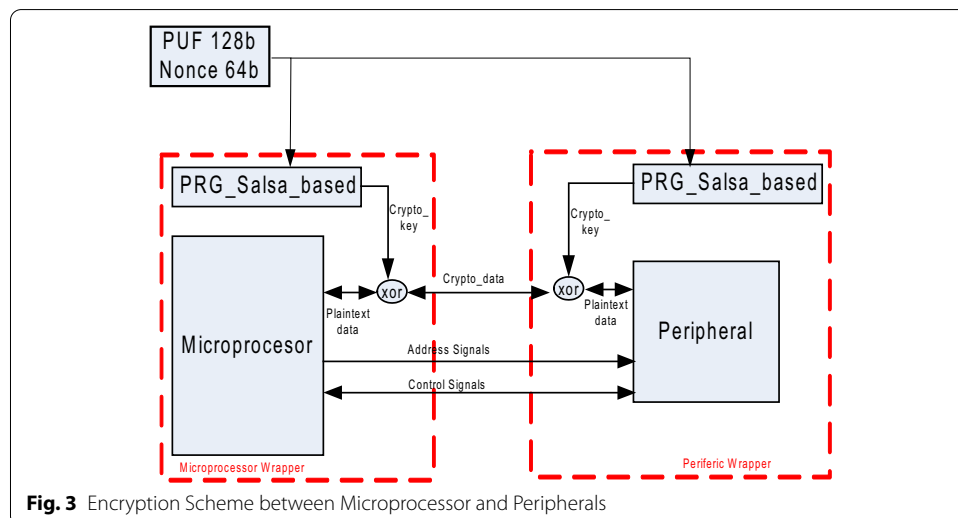 PUF 128b
Nonce 64b
PRG_Salsa_based
PRG_Salsa_based
Crypto_
key
Crypto_
key
xor
Crypto_data
xor
Plaintext
data
Plaintext
data
Microprocesor
Peripheral
Address Signals
Control Signals
Microprocessor Wrapper
Periferic Wrapper
Fig. 3 Encryption Scheme between Microprocessor and Peripherals